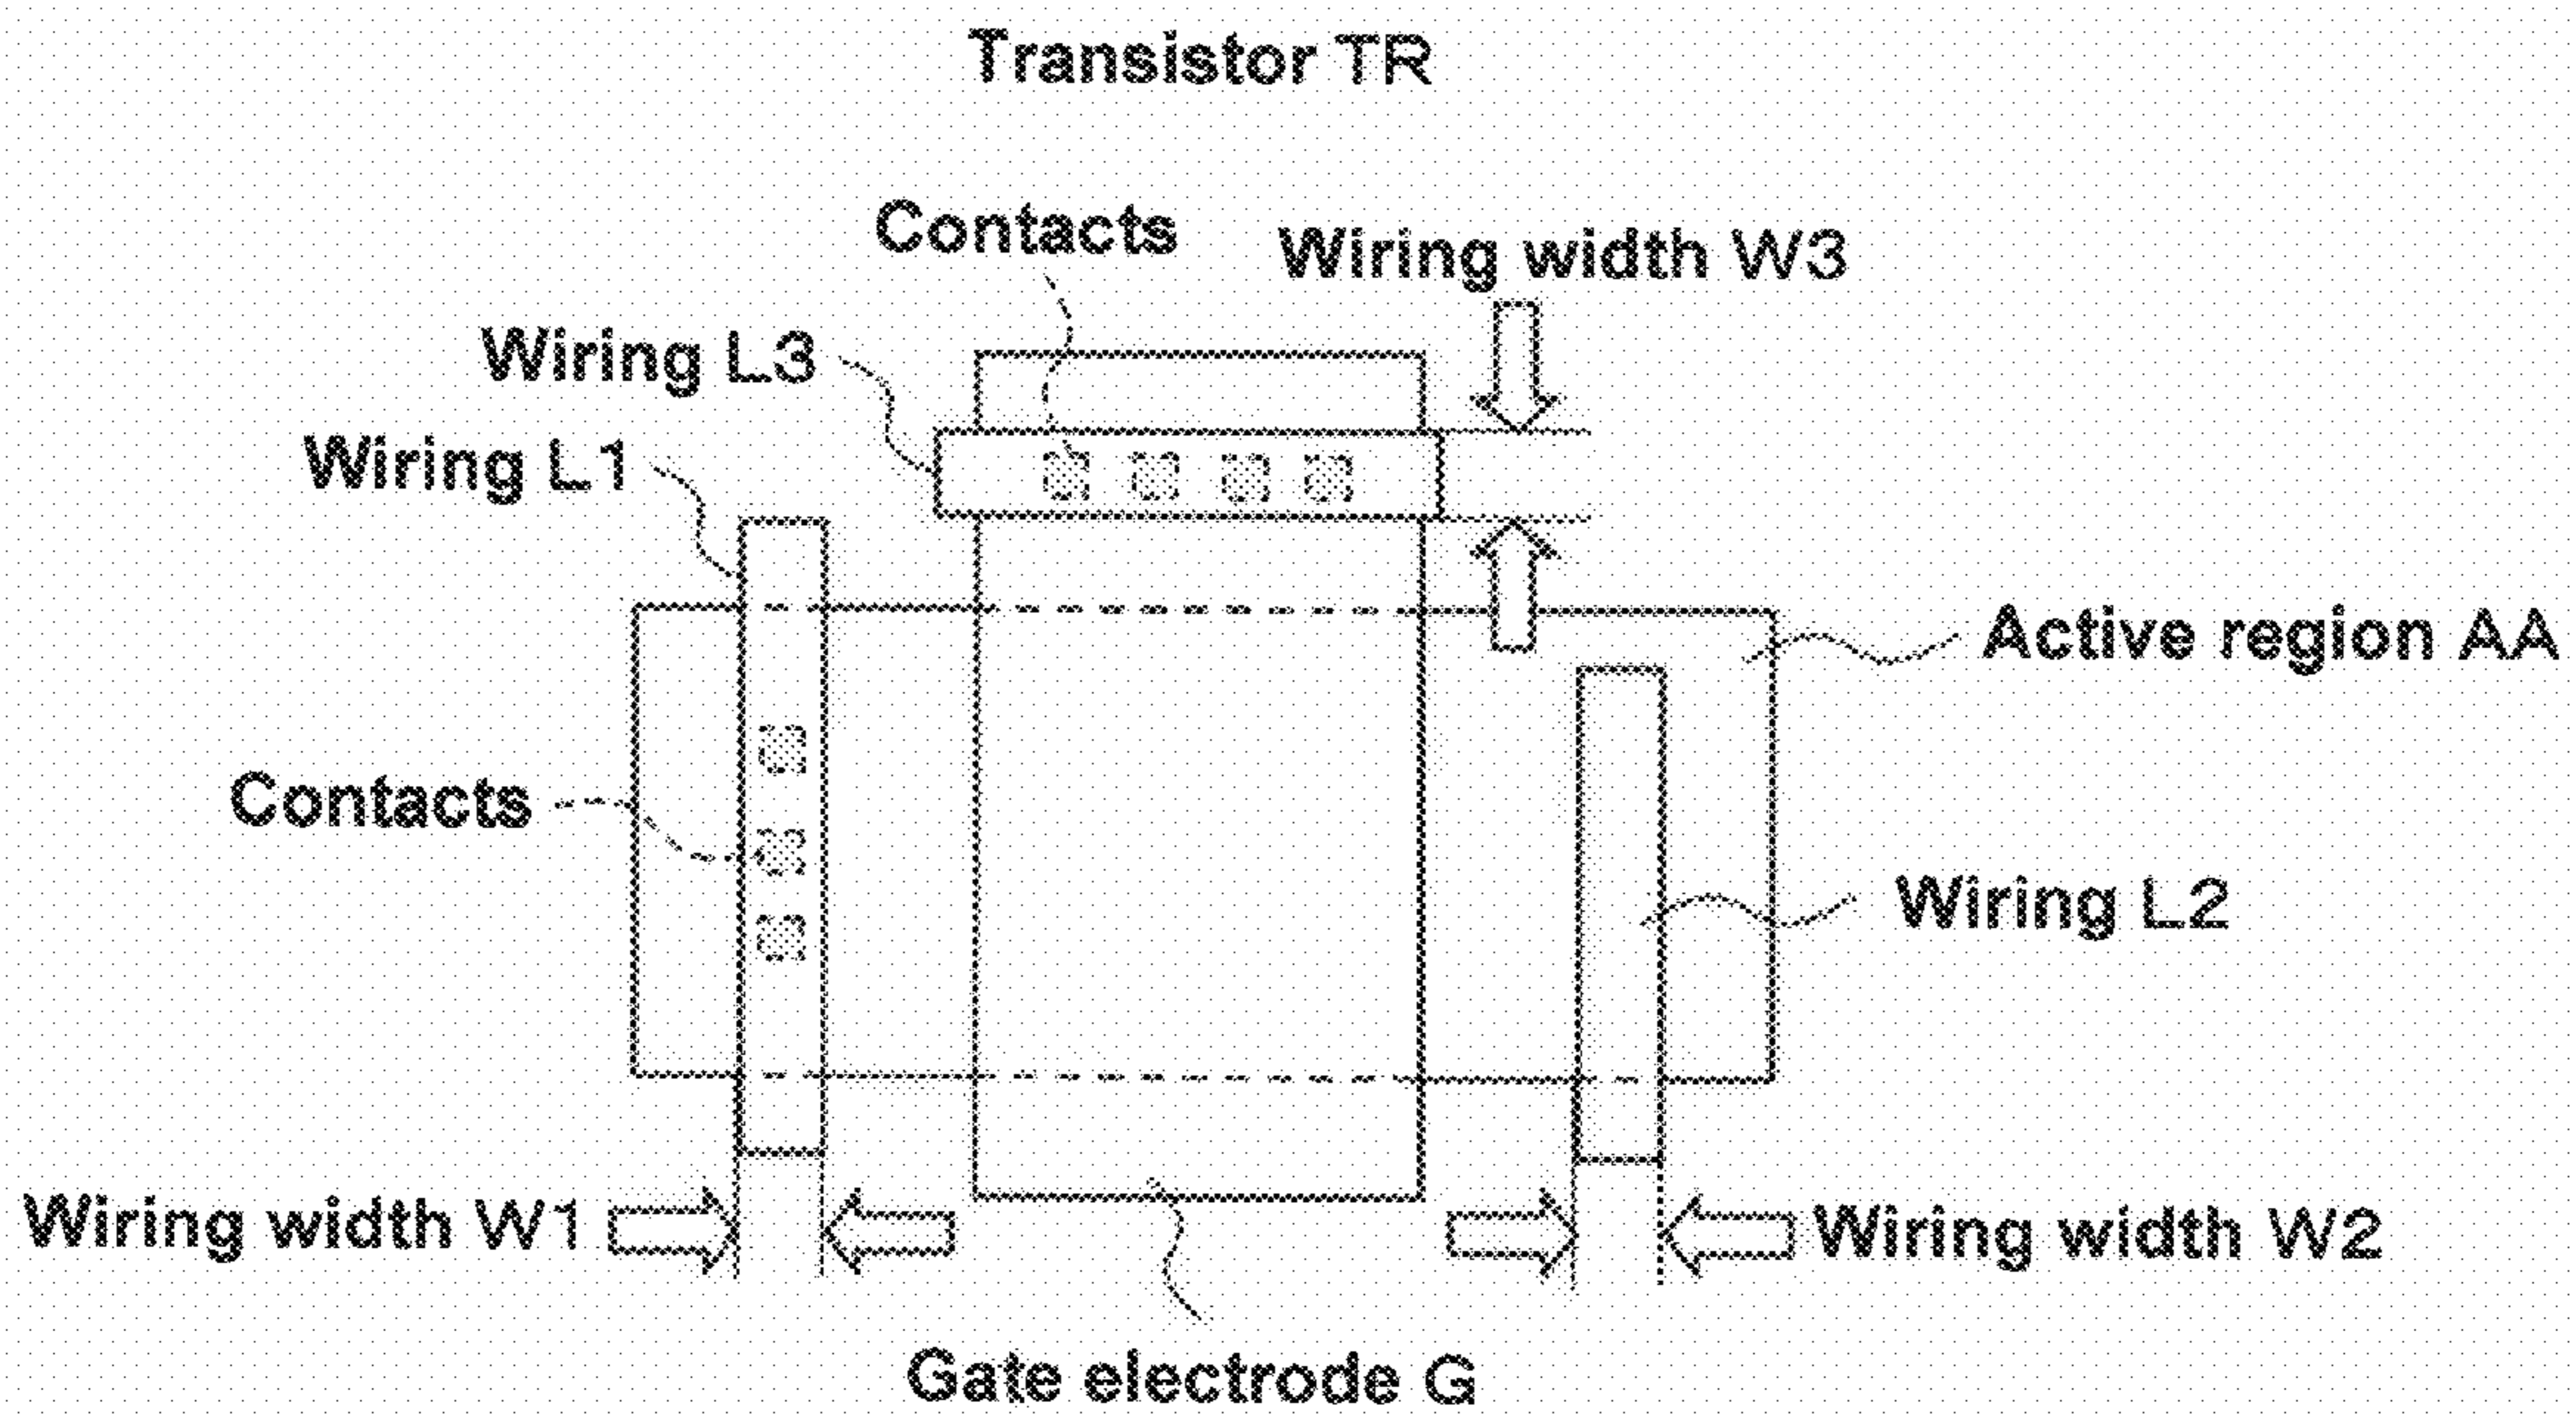 Transistor TR
Contacts
Wiring width W3
Wiring L3
Wiring L1
Active region AA
Contacts
Wiring L2
Wiring width W1
Wiring width W2
Gate electrode G